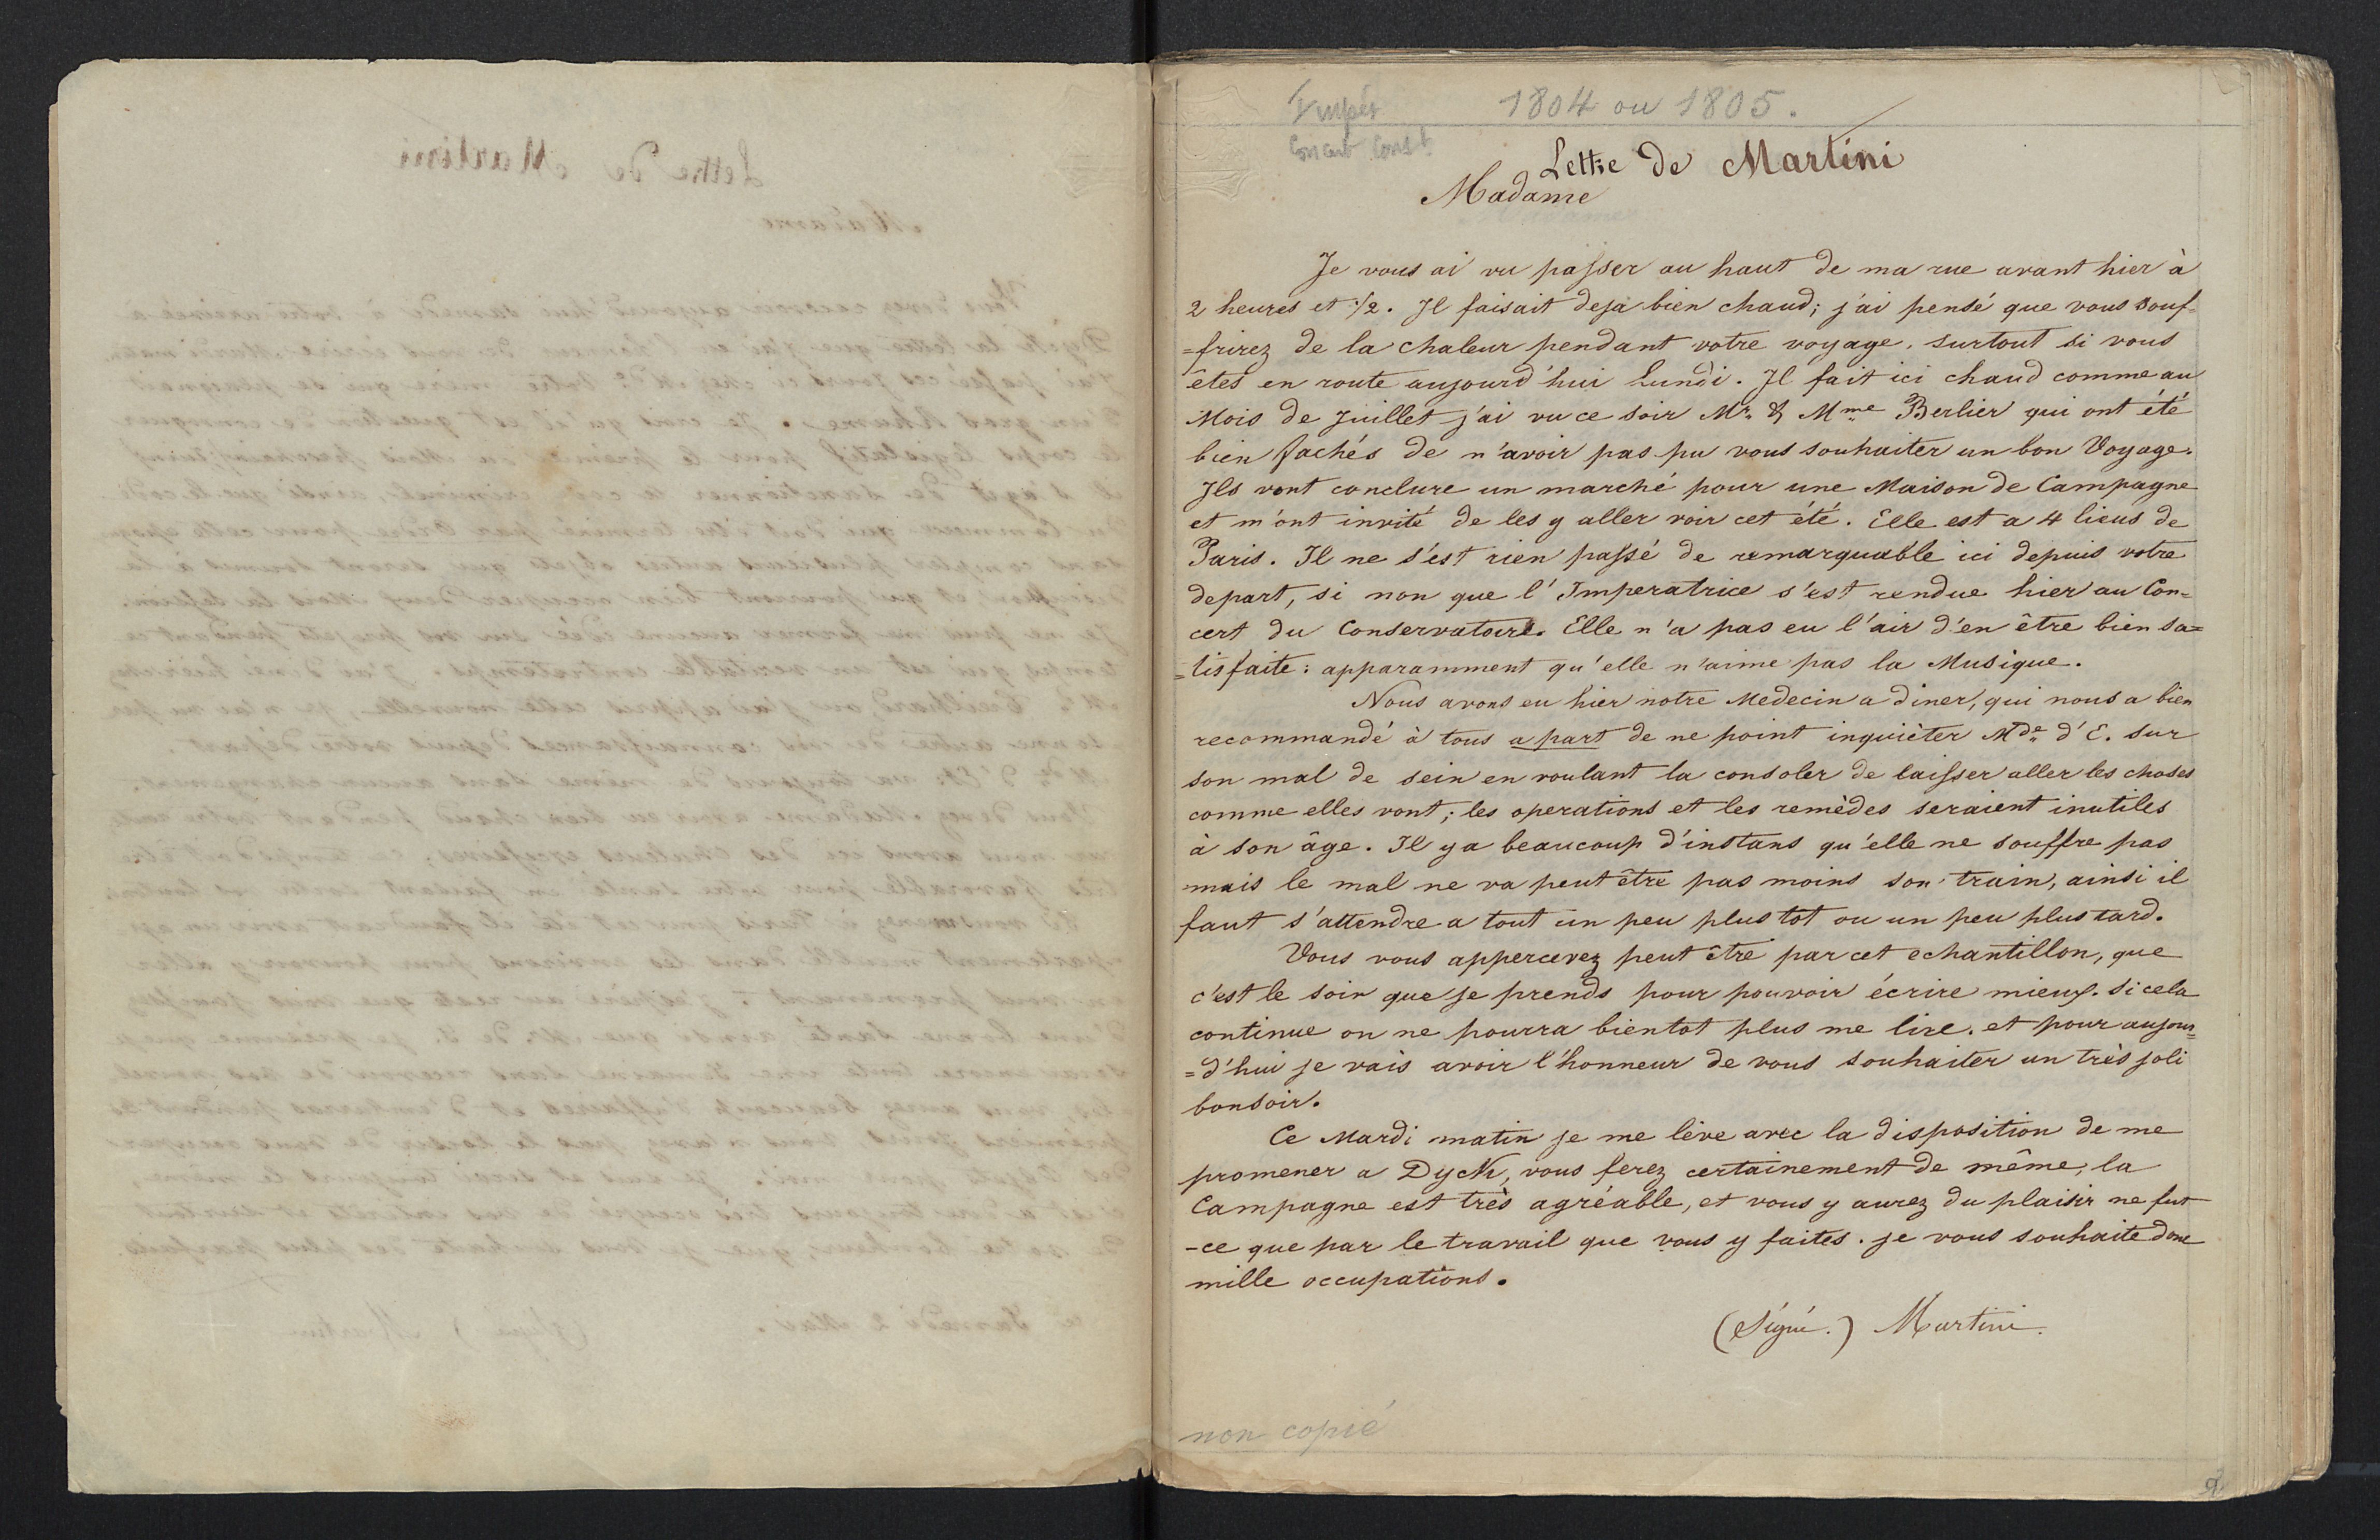 1804 ou 1805.
Lettre de Martini
Madame
Je vous ai vu passer au haut de ma rue avant hier à
2 heures et 1/2. Il faisait deja bien chaud; j'ai pensé que vous souf=
=frirez de la chaleur pendant votre voyage, surtout si vous
êtes en route aujourd'hui Lundi. Il fait ici chaud comme au
Mois de Juillet j'ai vu ce soir Mr. & Mme Berlier qui ont été
bien fachés de n'avoir pas pu vous souhaiter un bon Voyage.
Ils vont conclure un marché pour une Maison de Campagne
et m'ont invité de les y aller voir cet été. Elle est a 4 lieus de
Paris. Il ne s'est rien passé de remarquable ici depuis votre
depart, si non que l'Imperatrice s'est rendue hier au Con=
cert du Conservatoire. Elle n'a pas eu l'air d'en être bien sa=
=tisfaite: apparamment qu'elle n'aime pas la Musique.
Nous avons eu hier notre Medecin a diner, qui nous a bien
recommandé à tous a part de ne point inquièter Mde d'E. sur
son mal de sein en voulant la consoler de laisser aller les choses
comme elles vont; les operations et les remèdes seraient inutiles
à son âge. Il y a beaucoup d'instans qu'elle ne souffre pas
mais le mal ne va peut être pas moins son train, ainsi il
faut s'attendre a tout un peu plus tot ou un peu plus tard.
Vous vous appercevez peut être par cet echantillon, que
c'est le soin que je prends pour pouvoir écrire mieux. Si cela
continue on ne pourra bientot plus me lire. et pour aujour=
=d'hui je vais avoir l'honneur de vous souhaiter un très joli
bonsoir.
Ce Mardi matin je me lève avec la disposition de me
promener a Dyck, vous ferez certainement de même, la
Campagne est très agréable, et vous y aurez du plaisir ne fut
-ce que par le travail que vous y faites. je vous souhaite donc
mille occupations.
(Signé.) Martini.
non copié
2